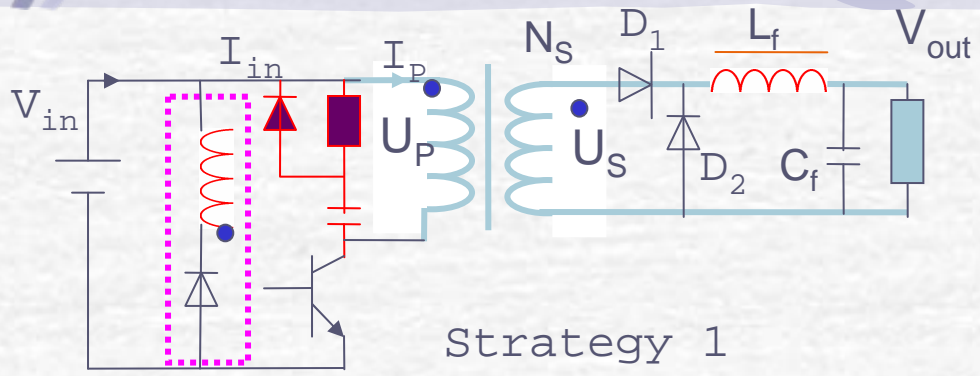 V_in
I_in
I_P
U_P
N_S
U_S
D_1
D_2
L_f
C_f
V_out
Strategy 1